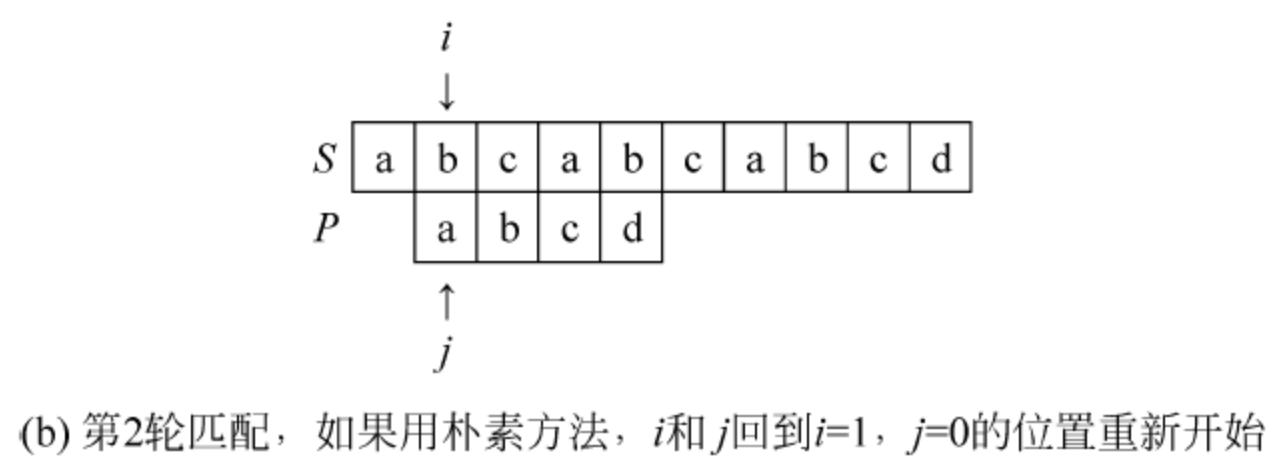 i
↓
S a b c a b c a b c d
P a b c d
↑
j
(b) 第2轮匹配，如果用朴素方法，i和j回到i=1，j=0的位置重新开始